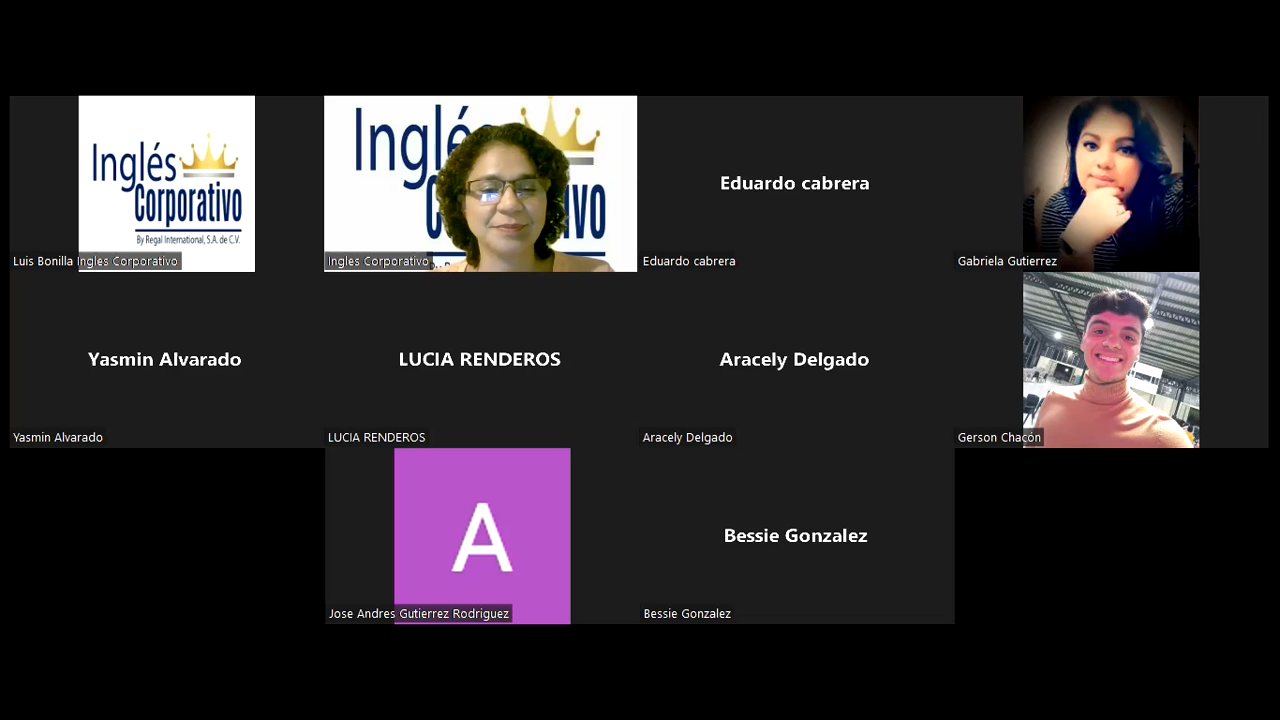 Inglés
Corporativo
By Regal International, S.A. de C.V.
Luis Bonilla Ingles Corporativo
Inglé
C
vo
Ingles Corporativo
Eduardo cabrera
Eduardo cabrera
Gabriela Gutierrez
Yasmin Alvarado
Yasmin Alvarado
LUCIA RENDEROS
LUCIA RENDEROS
Aracely Delgado
Aracely Delgado
Gerson Chacón
A
Jose Andres Gutierrez Rodriguez
Bessie Gonzalez
Bessie Gonzalez